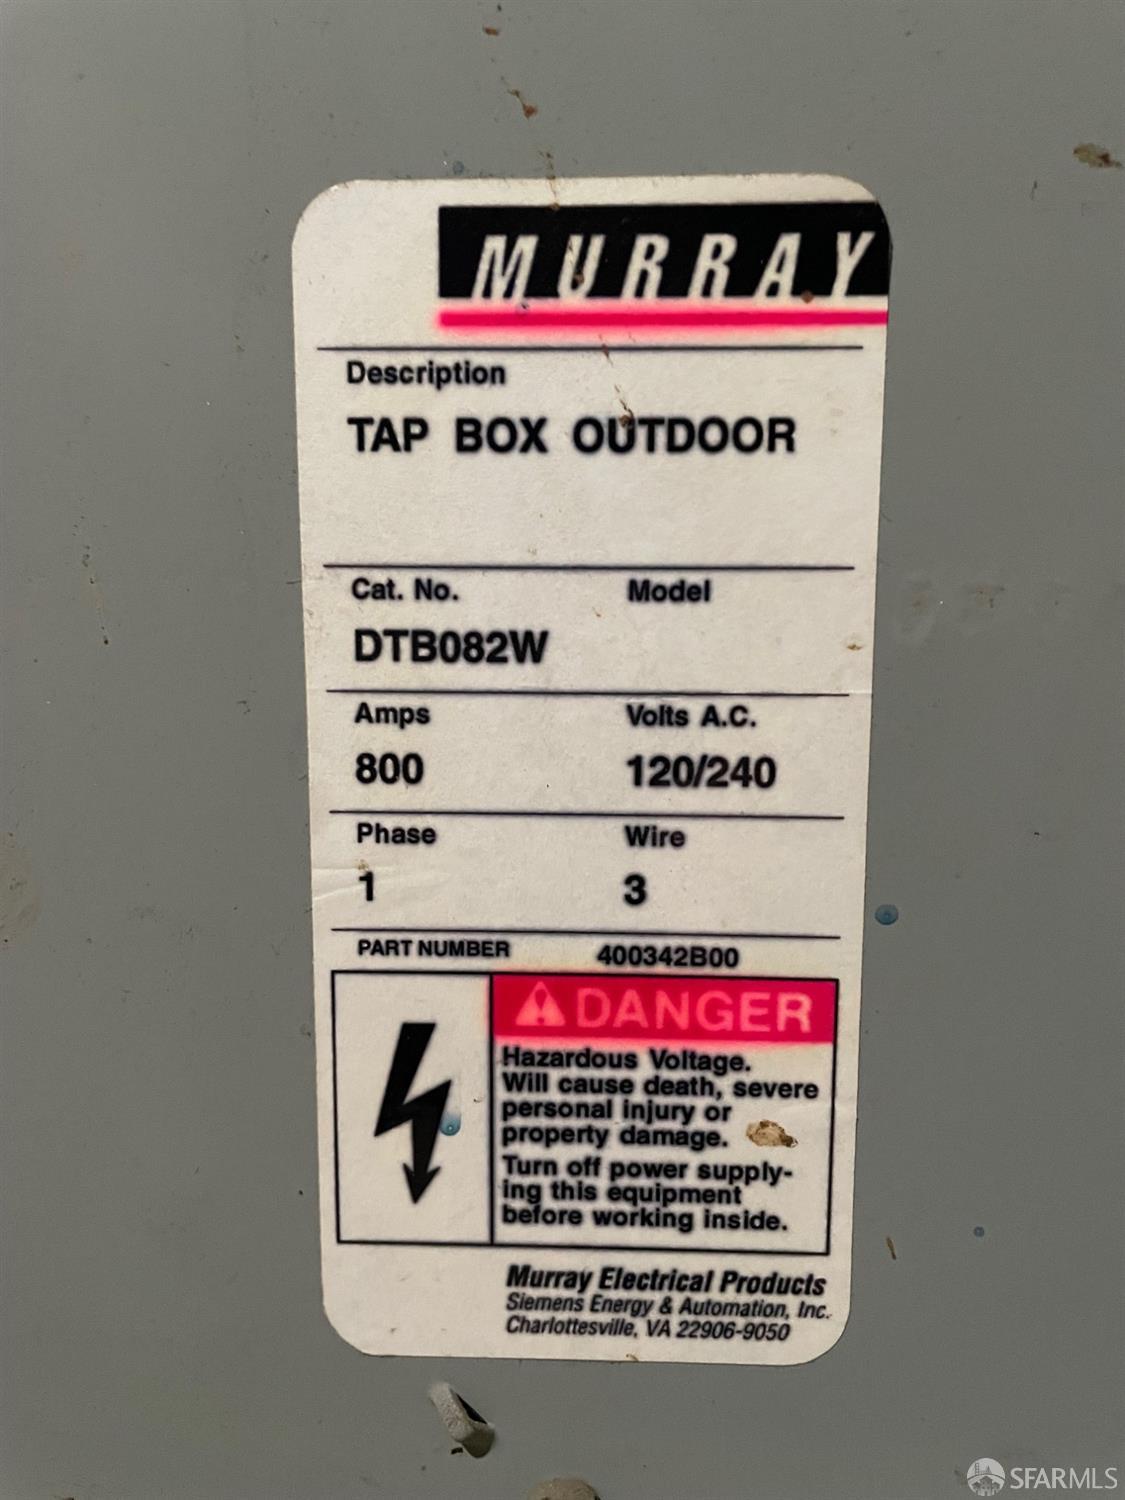 MURRAY
Description
TAP BOX OUTDOOR
Cat. No. Model
DTB082W
Amps Volts A.C.
800 120/240
Phase Wire
1 3
PART NUMBER 400342B00
DANGER
Hazardous Voltage.
Will cause death, severe
personal injury or
property damage.
Turn off power supply-
ing this equipment
before working inside.
Murray Electrical Products
Siemens Energy & Automation, Inc.
Charlottesville, VA 22906-9050
SFARMLS